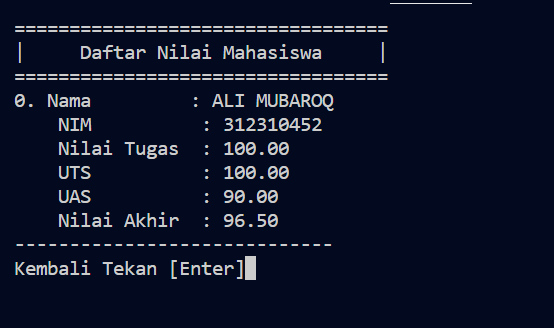 ==================================
|     Daftar Nilai Mahasiswa     |
==================================
0. Nama         : ALI MUBAROQ
    NIM          : 312310452
    Nilai Tugas  : 100.00
    UTS          : 100.00
    UAS          : 90.00
    Nilai Akhir  : 96.50
-----------------------------
Kembali Tekan [Enter]